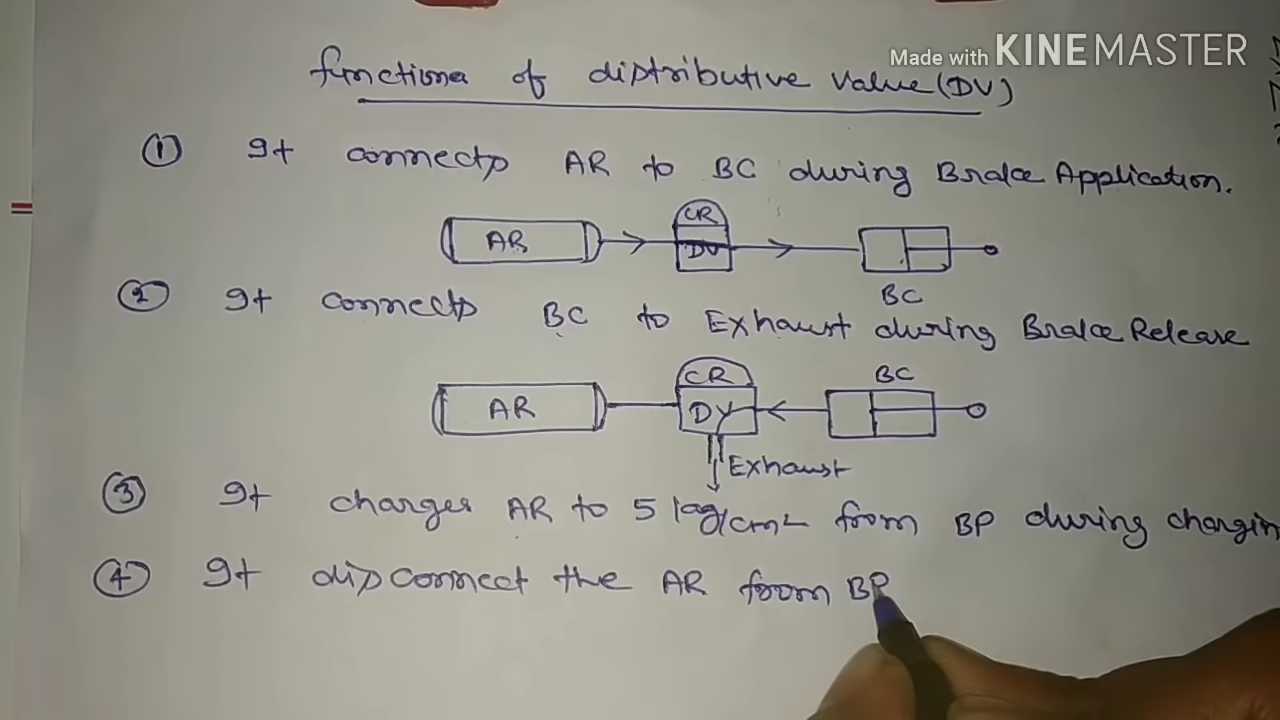 Made with KINEMASTER
functions of distributive Valve (DV)
① It connects AR to BC during Brake Application.
CR
AR
DV
BC
② It connects BC to Exhaust during Brake Release
CR
BC
AR
DV
Exhaust
③ It charges AR to 5 kg/cm2 from BP during chargin
④ It disconnect the AR from BP